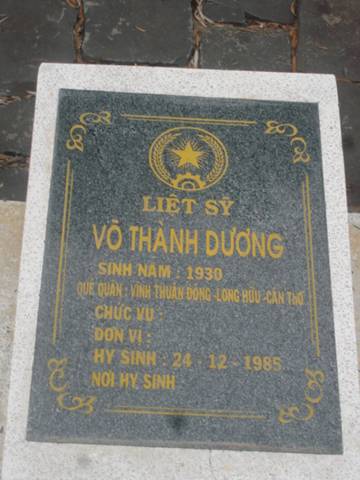 LIỆT SỸ
VÕ THÀNH DƯƠNG
SINH NĂM : 1930
QUÊ QUÁN : VĨNH THUẬN ĐÔNG - LONG HỮU - CẦN THƠ
CHỨC VỤ :
ĐƠN VỊ :
HY SINH : 24 - 12 - 1985
NƠI HY SINH :